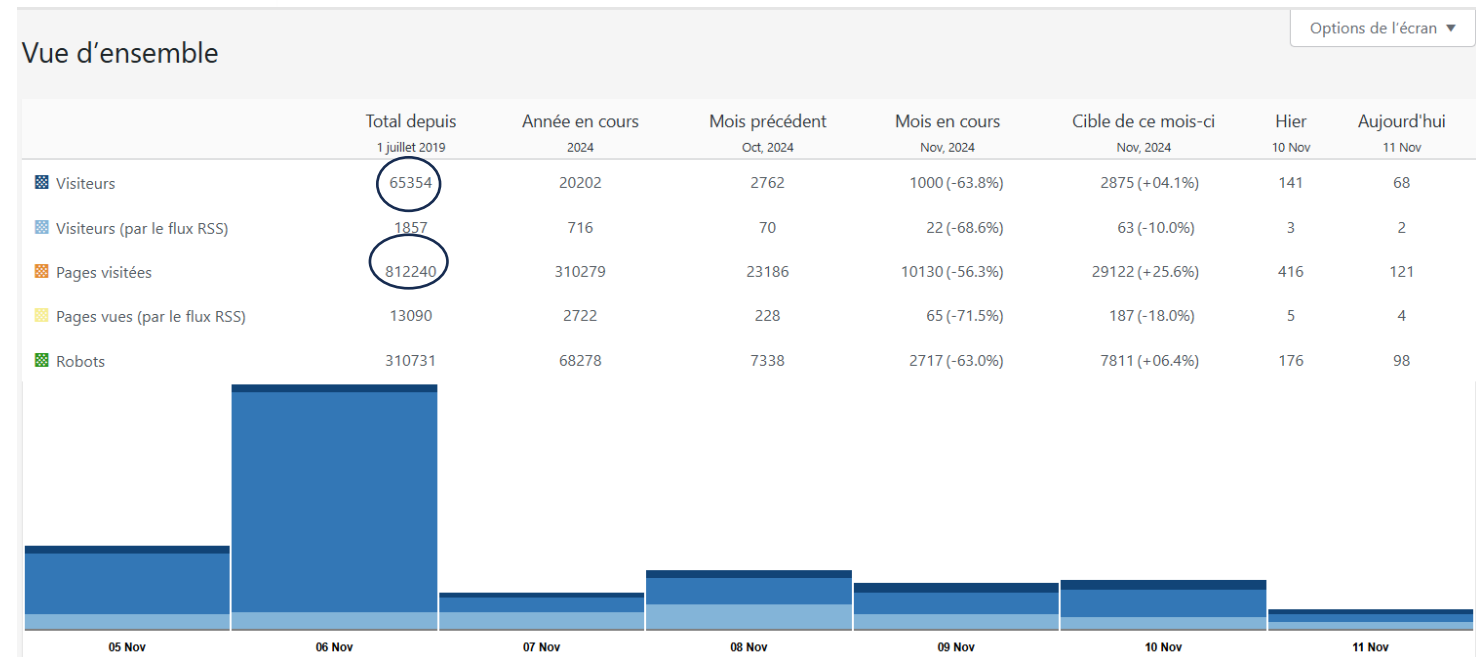 Options de l'écran ▼
Vue d'ensemble
Total depuis Année en cours Mois précédent Mois en cours Cible de ce mois-ci Hier Aujourd'hui
1 juillet 2019 2024 Oct, 2024 Nov, 2024 Nov, 2024 10 Nov 11 Nov
Visiteurs 65354 20202 2762 1000 (-63.8%) 2875 (+04.1%) 141 68
Visiteurs (par le flux RSS) 1857 716 70 22 (-68.6%) 63 (-10.0%) 3 2
Pages visitées 812240 310279 23186 10130 (-56.3%) 29122 (+25.6%) 416 121
Pages vues (par le flux RSS) 13090 2722 228 65 (-71.5%) 187 (-18.0%) 5 4
Robots 310731 68278 7338 2717 (-63.0%) 7811 (+06.4%) 176 98
05 Nov 06 Nov 07 Nov 08 Nov 09 Nov 10 Nov 11 Nov